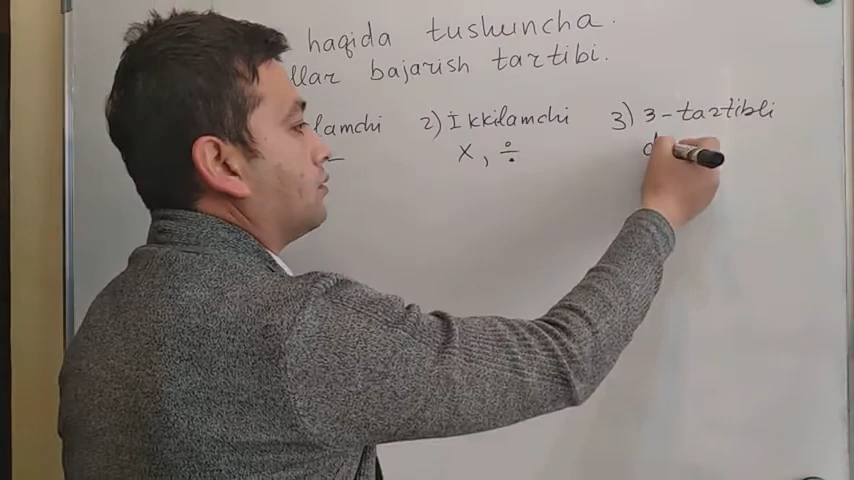 haqida tushuncha.
llar bajarish tartibi.
lamchi 2) Ikkilamchi 3) 3-tartibli
– x, ÷ d